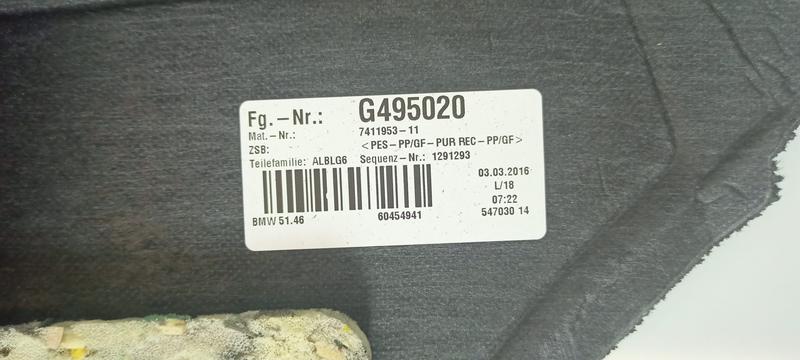 Fg.-Nr.: G495020
Mat.-Nr.: 7411953-11
ZSB: <PES-PP/GF-PUR REC-PP/GF>
Teilefamilie: ALBLG6 Sequenz-Nr.: 1291293
03.03.2016
L/18
07:22
BMW 51.46 60454941 547030 14